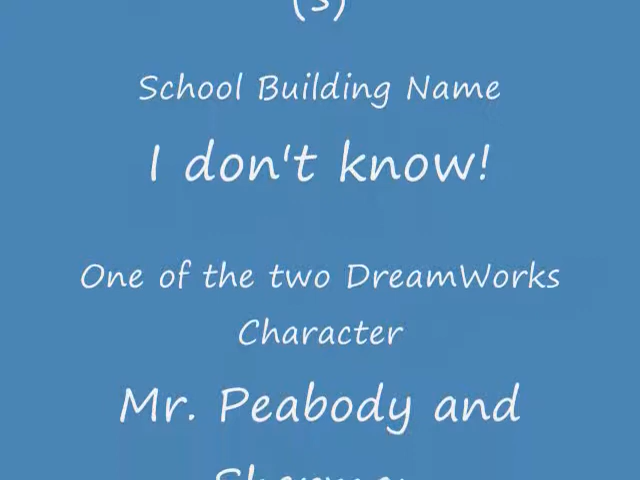 (s)
School Building Name
I don't know!
One of the two DreamWorks
Character
Mr. Peabody and